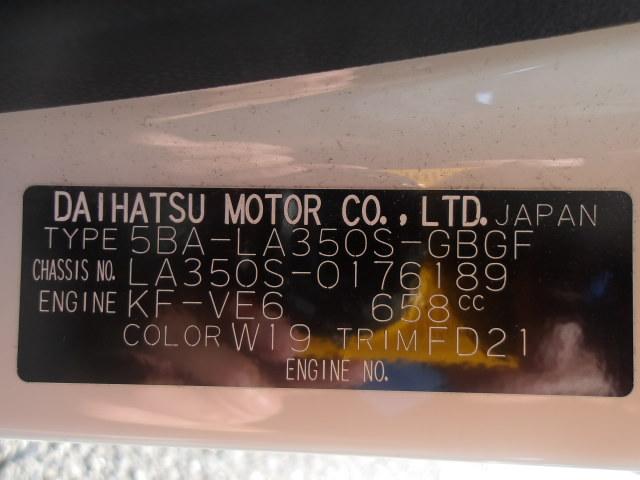 DAIHATSU MOTOR CO., LTD. JAPAN
TYPE 5BA-LA350S-GBGF
CHASSIS NO. LA350S-0176189
ENGINE KF-VE6 658cc
COLOR W19 TRIM FD21
ENGINE NO.